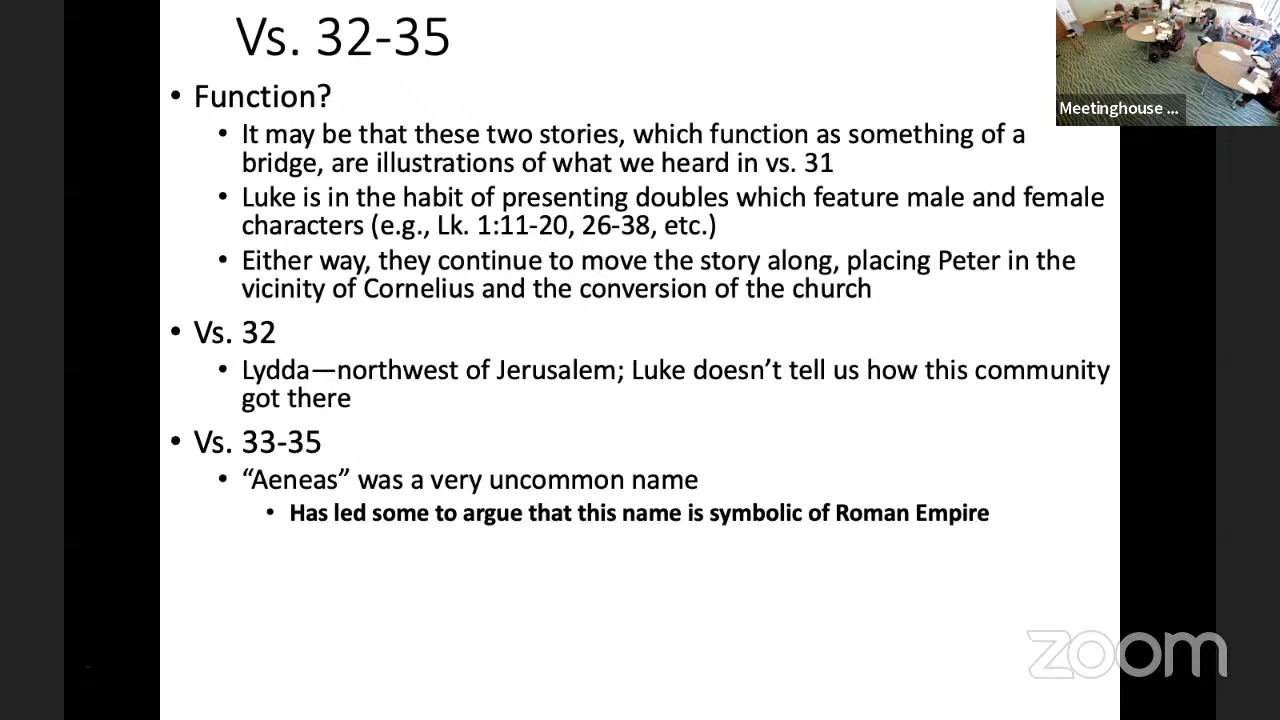 Vs. 32-35
• Function?
• It may be that these two stories, which function as something of a
bridge, are illustrations of what we heard in vs. 31
• Luke is in the habit of presenting doubles which feature male and female
characters (e.g., Lk. 1:11-20, 26-38, etc.)
• Either way, they continue to move the story along, placing Peter in the
vicinity of Cornelius and the conversion of the church
• Vs. 32
• Lydda—northwest of Jerusalem; Luke doesn’t tell us how this community
got there
• Vs. 33-35
• “Aeneas” was a very uncommon name
• Has led some to argue that this name is symbolic of Roman Empire
Meetinghouse ...
zoom